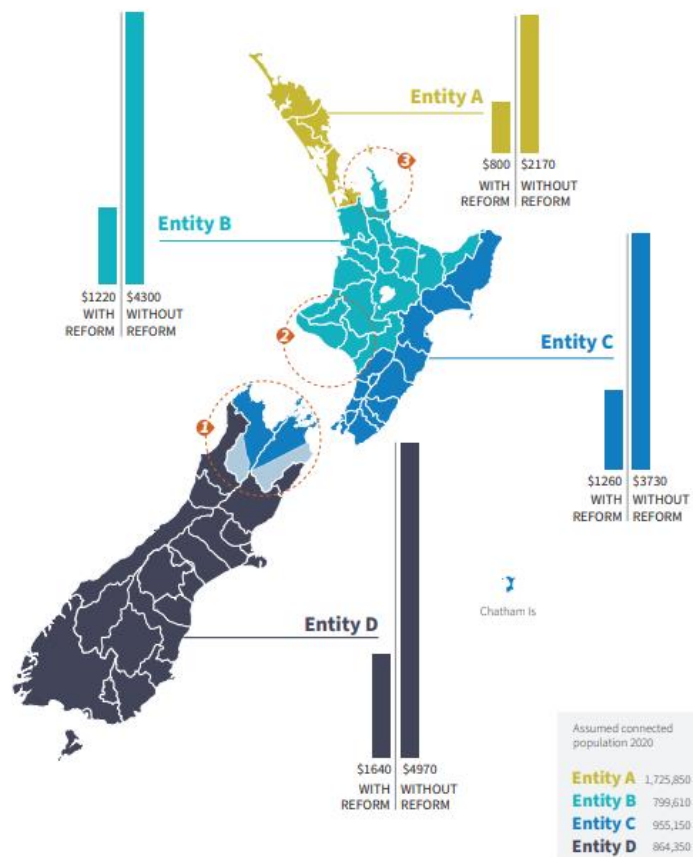 Entity A
$800
WITH
REFORM
$2170
WITHOUT
REFORM
3
Entity B
$1220
WITH
REFORM
$4300
WITHOUT
REFORM
2
Entity C
$1260
WITH
REFORM
$3730
WITHOUT
REFORM
1
Chatham Is
Entity D
$1640
WITH
REFORM
$4970
WITHOUT
REFORM
Assumed connected
population 2020
Entity A 1,725,850
Entity B 799,610
Entity C 955,150
Entity D 864,350